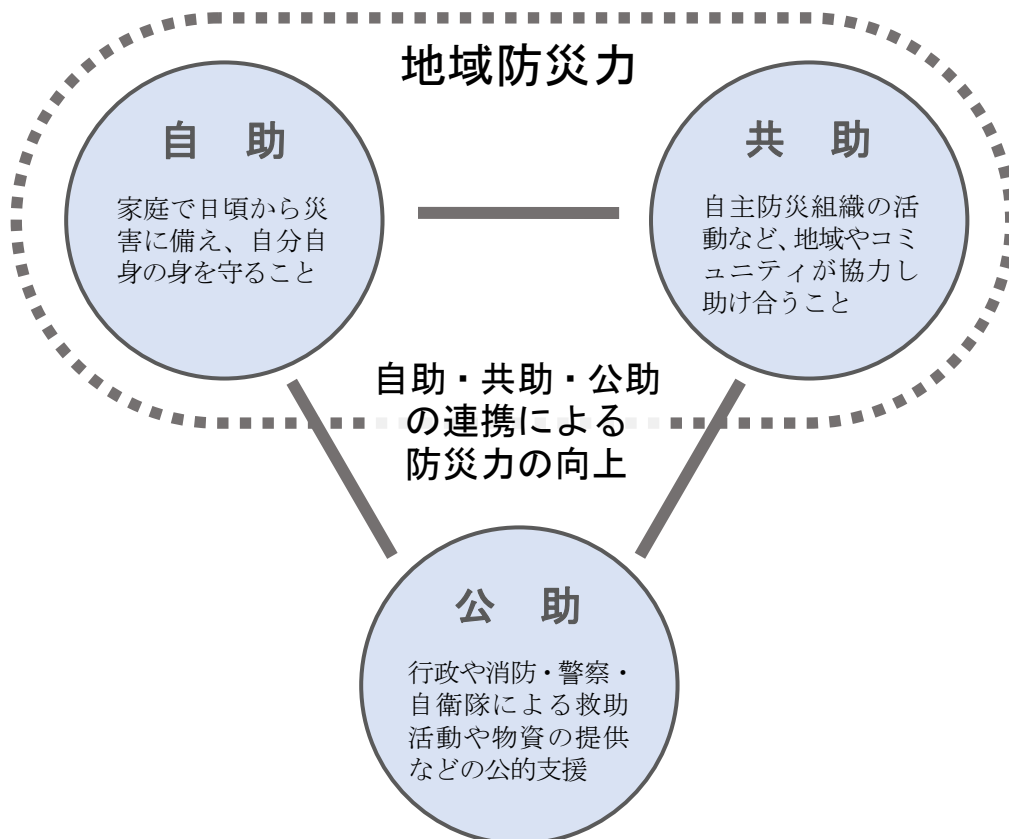 地域防災力
自　助
家庭で日頃から災
害に備え、自分自
身の身を守ること
共　助
自主防災組織の活
動など、地域やコミ
ュニティが協力し
助け合うこと
自助・共助・公助
の連携による
防災力の向上
公　助
行政や消防・警察・
自衛隊による救助
活動や物資の提供
などの公的支援